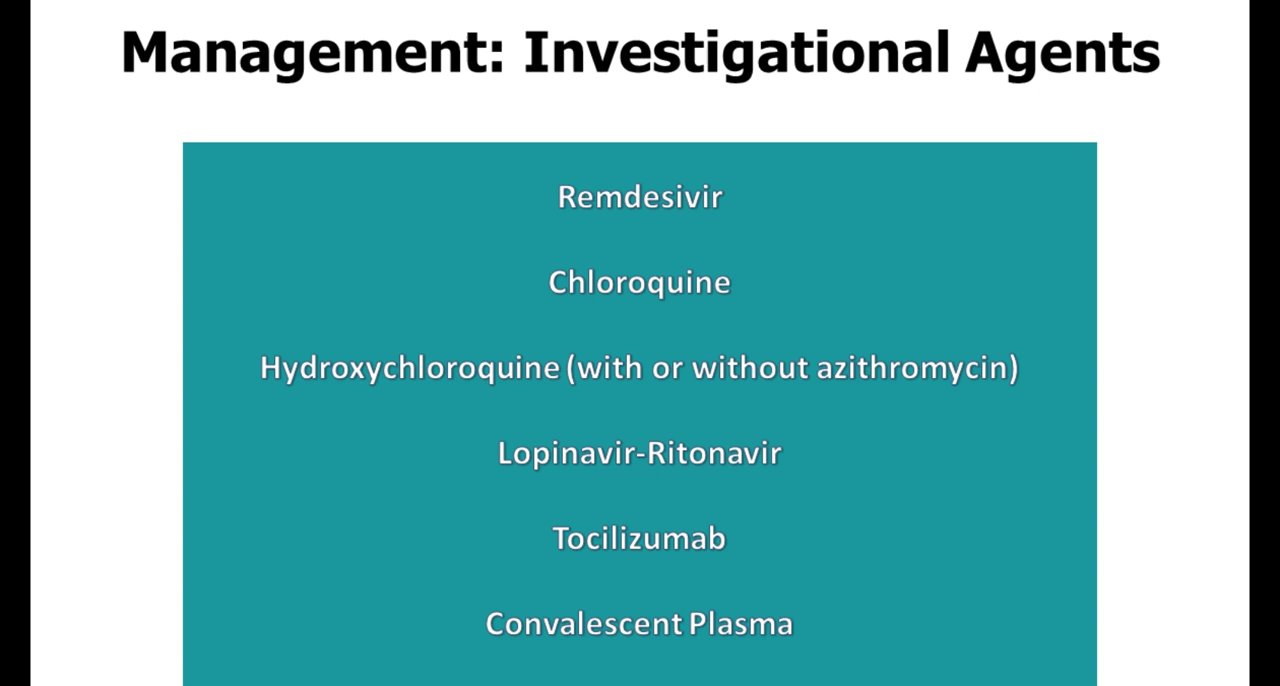 Management: Investigational Agents
Remdesivir
Chloroquine
Hydroxychloroquine (with or without azithromycin)
Lopinavir-Ritonavir
Tocilizumab
Convalescent Plasma